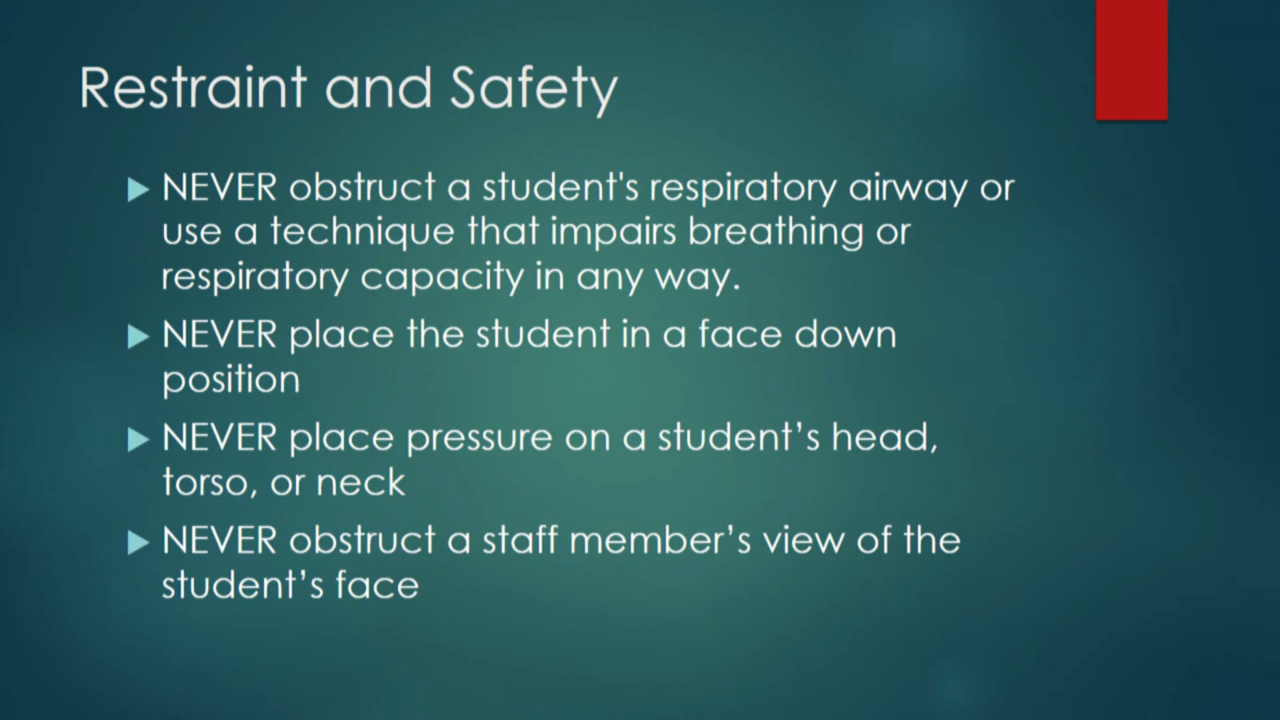 Restraint and Safety
NEVER obstruct a student's respiratory airway or
use a technique that impairs breathing or
respiratory capacity in any way.
NEVER place the student in a face down
position
NEVER place pressure on a student’s head,
torso, or neck
NEVER obstruct a staff member’s view of the
student’s face